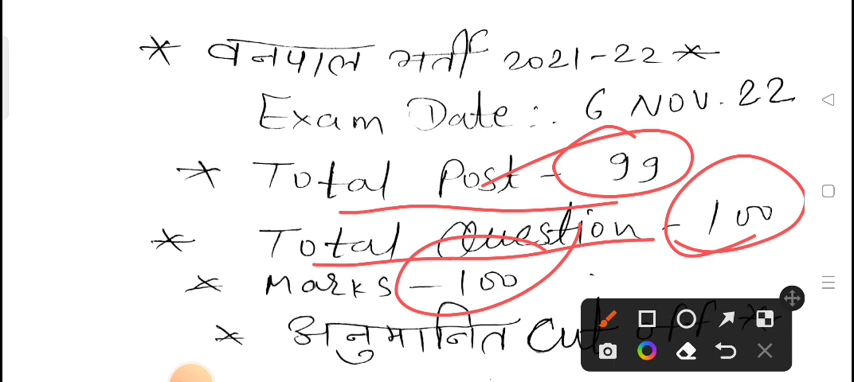 * वनपाल भर्ती 2021-22 *
Exam Date :. 6 NOV. 22
* Total Post - 99
* Total Question - 100
* Marks - 100
* अनुमानित Cut off *